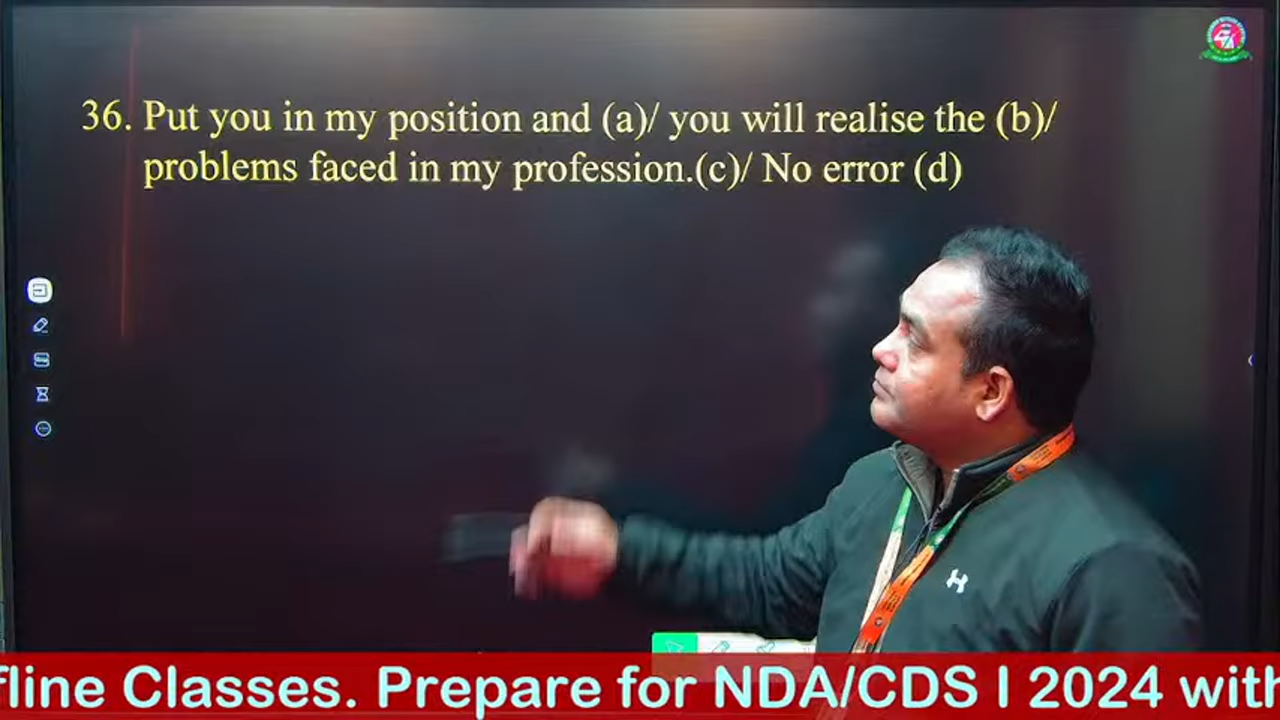 36. Put you in my position and (a)/ you will realise the (b)/
problems faced in my profession.(c)/ No error (d)
fline Classes. Prepare for NDA/CDS I 2024 with